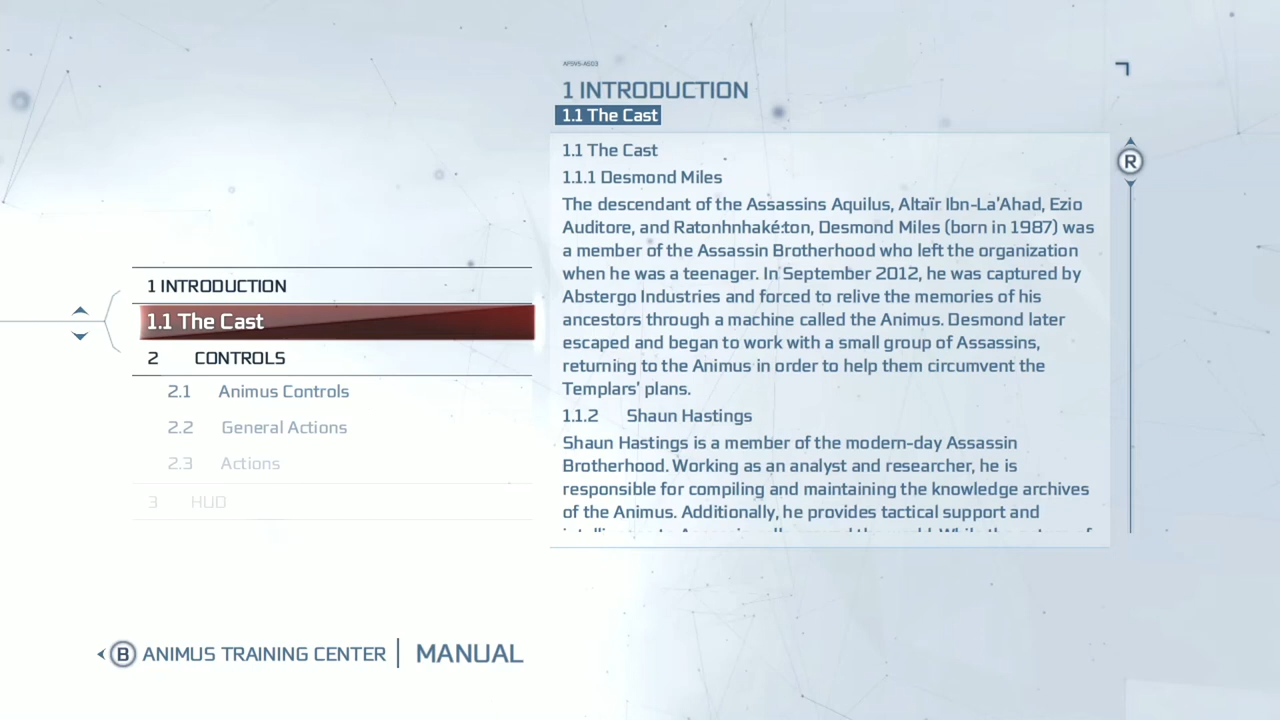 1 INTRODUCTION
1.1 The Cast
2 CONTROLS
2.1 Animus Controls
2.2 General Actions
2.3 Actions
3 HUD
AF595-AS03
1 INTRODUCTION
1.1 The Cast
R
1.1 The Cast
1.1.1 Desmond Miles
The descendant of the Assassins Aquilus, Altaïr Ibn-La'Ahad, Ezio
Auditore, and Ratonhnhaké:ton, Desmond Miles (born in 1987) was
a member of the Assassin Brotherhood who left the organization
when he was a teenager. In September 2012, he was captured by
Abstergo Industries and forced to relive the memories of his
ancestors through a machine called the Animus. Desmond later
escaped and began to work with a small group of Assassins,
returning to the Animus in order to help them circumvent the
Templars' plans.
1.1.2 Shaun Hastings
Shaun Hastings is a member of the modern-day Assassin
Brotherhood. Working as an analyst and researcher, he is
responsible for compiling and maintaining the knowledge archives
of the Animus. Additionally, he provides tactical support and
B ANIMUS TRAINING CENTER | MANUAL